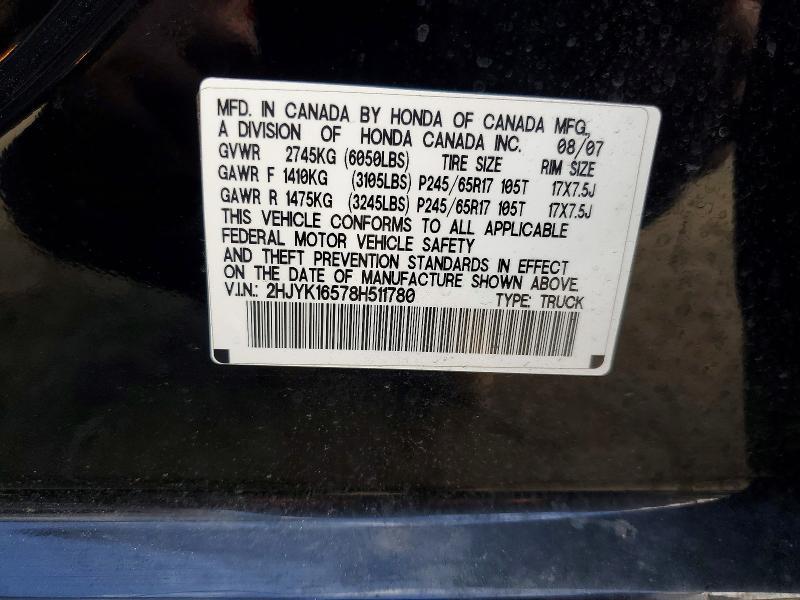 MFD. IN CANADA BY HONDA OF CANADA MFG.,
A DIVISION OF HONDA CANADA INC. 08/07
GVWR 2745KG (6050LBS) TIRE SIZE RIM SIZE
GAWR F 1410KG (3105LBS) P245/65R17 105T 17X7.5J
GAWR R 1475KG (3245LBS) P245/65R17 105T 17X7.5J
THIS VEHICLE CONFORMS TO ALL APPLICABLE
FEDERAL MOTOR VEHICLE SAFETY
AND THEFT PREVENTION STANDARDS IN EFFECT
ON THE DATE OF MANUFACTURE SHOWN ABOVE.
V.I.N.: 2HJYK16578H511780 TYPE: TRUCK